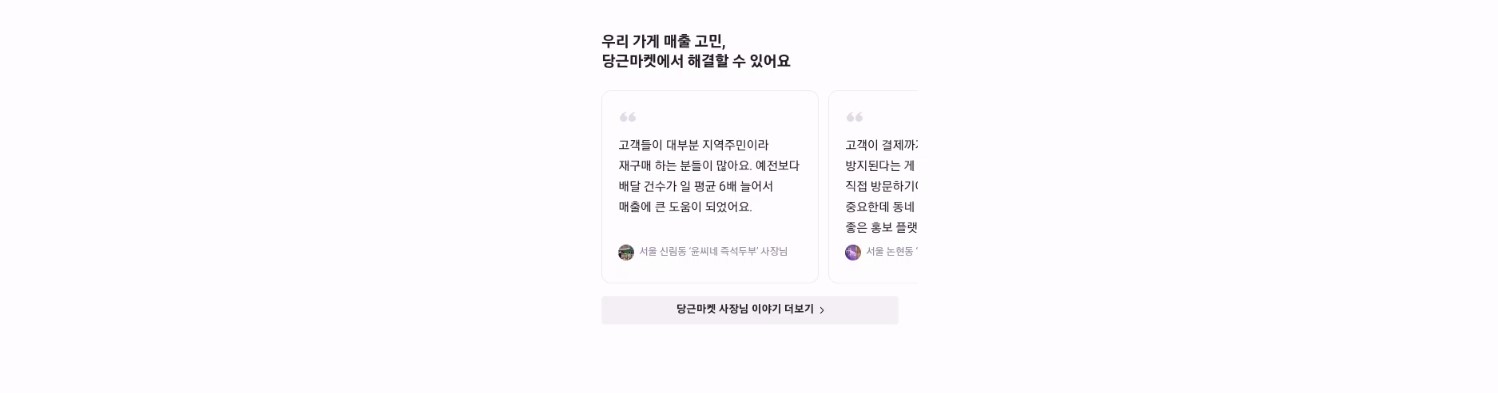 우리 가게 매출 고민,
당근마켓에서 해결할 수 있어요
고객들이 대부분 지역주민이라
재구매 하는 분들이 많아요. 예전보다
배달 건수가 일 평균 6배 늘어서
매출에 큰 도움이 되었어요.
서울 신림동 '윤씨네 즉석두부' 사장님
고객이 결제까지
방지된다는 게
직접 방문하기에
중요한데 동네
좋은 홍보 플랫
서울 논현동 '
당근마켓 사장님 이야기 더보기